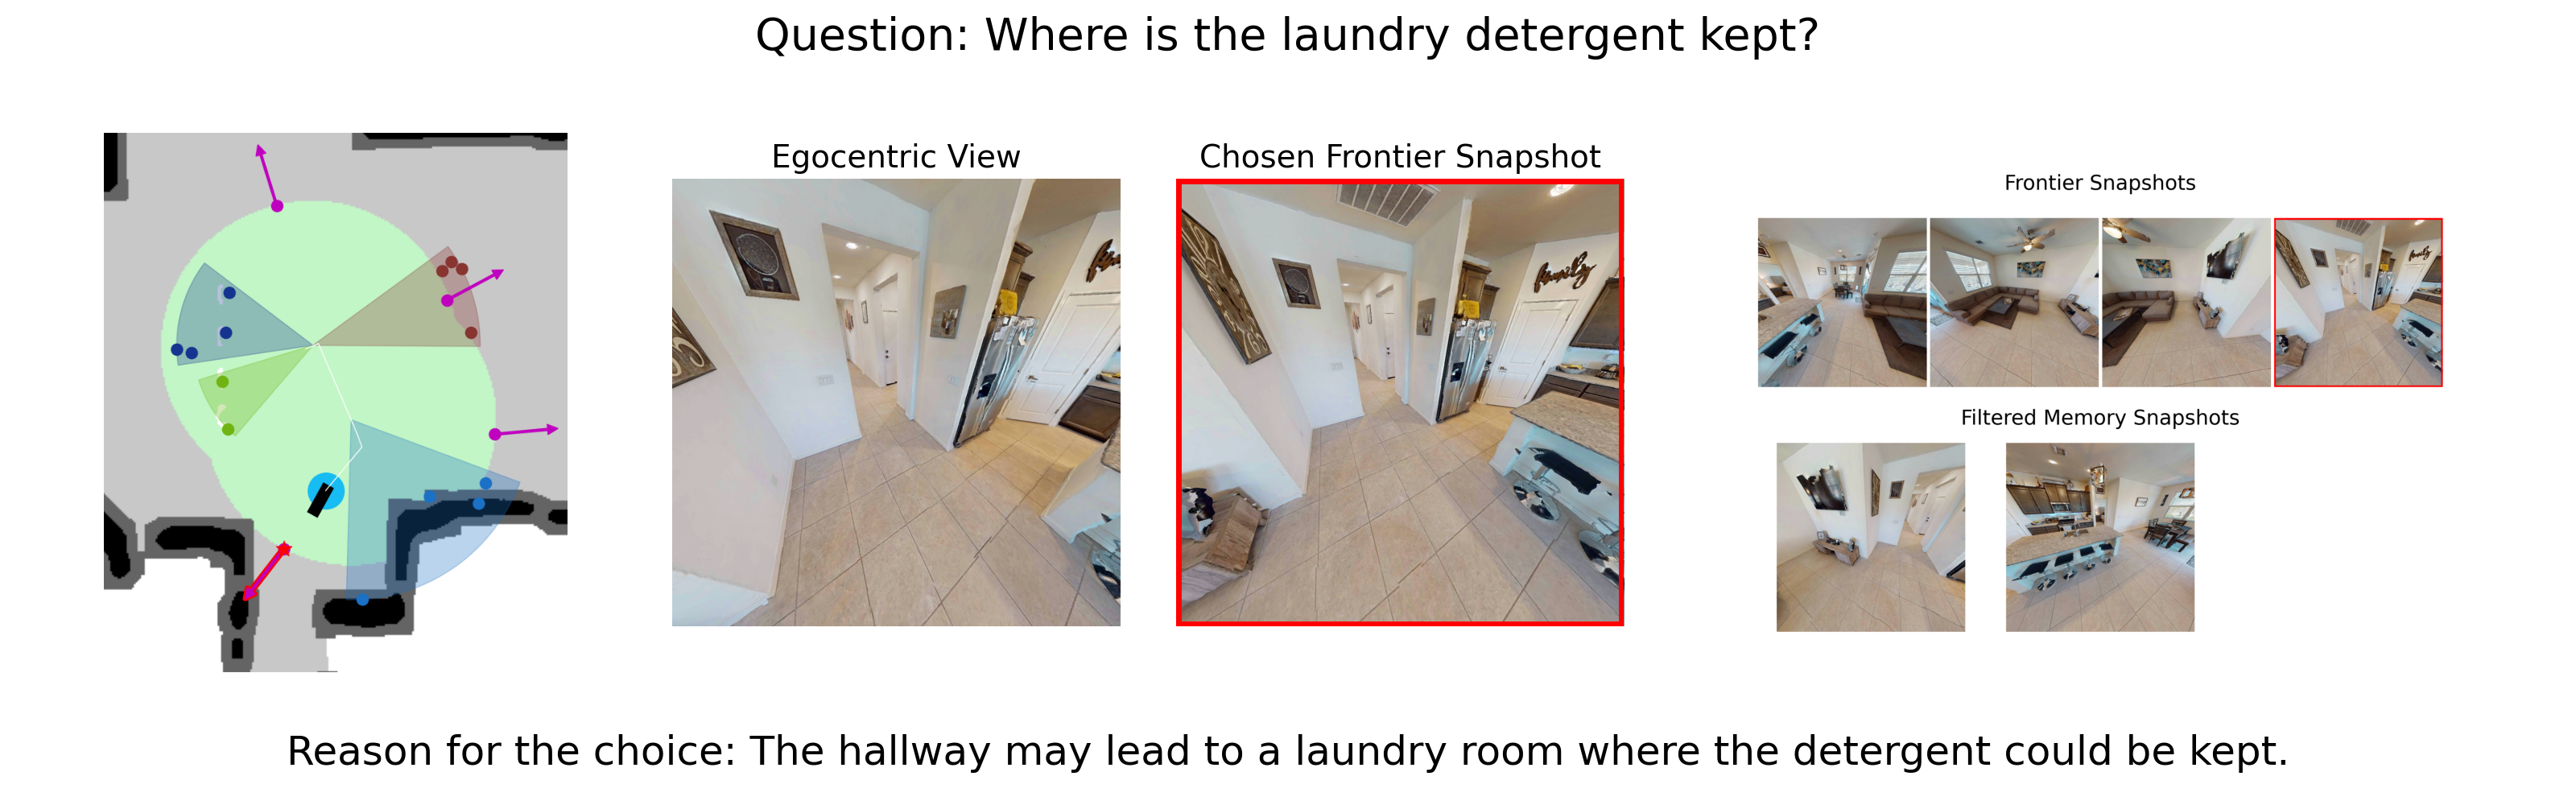 Question: Where is the laundry detergent kept?
Egocentric View
Chosen Frontier Snapshot
Frontier Snapshots
Filtered Memory Snapshots
family
Reason for the choice: The hallway may lead to a laundry room where the detergent could be kept.